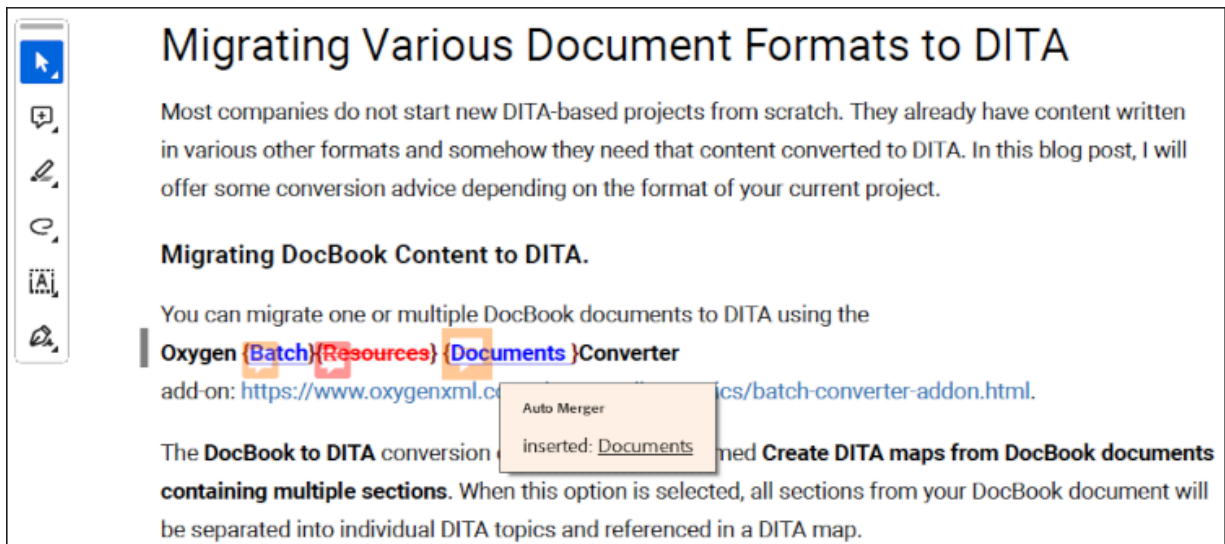 Migrating Various Document Formats to DITA
Most companies do not start new DITA-based projects from scratch. They already have content written
in various other formats and somehow they need that content converted to DITA. In this blog post, I will
offer some conversion advice depending on the format of your current project.
Migrating DocBook Content to DITA.
You can migrate one or multiple DocBook documents to DITA using the
Oxygen {Batch}{Resources} {Documents }Converter
add-on: https://www.oxygenxml.co ics/batch-converter-addon.html.
Auto Merger
inserted: Documents
The DocBook to DITA conversion med Create DITA maps from DocBook documents
containing multiple sections. When this option is selected, all sections from your DocBook document will
be separated into individual DITA topics and referenced in a DITA map.